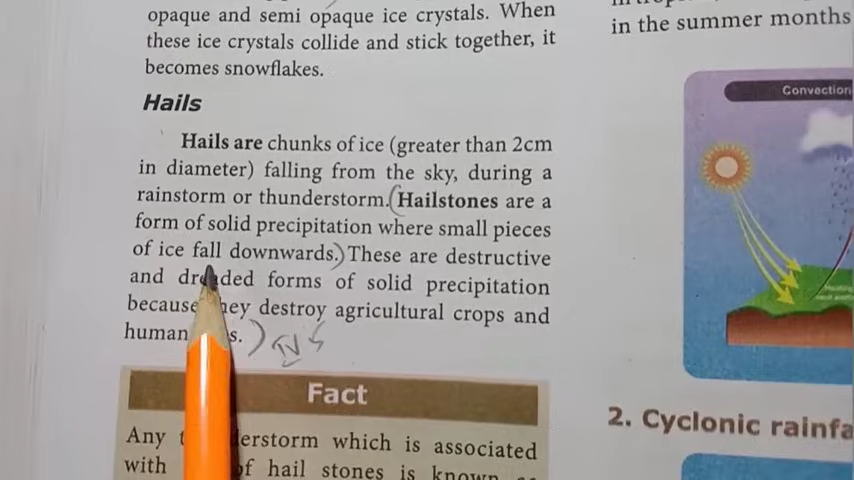 opaque and semi opaque ice crystals. When
these ice crystals collide and stick together, it
becomes snowflakes.
Hails
Hails are chunks of ice (greater than 2cm
in diameter) falling from the sky, during a
rainstorm or thunderstorm. (Hailstones are a
form of solid precipitation where small pieces
of ice fall downwards.) These are destructive
and dreaded forms of solid precipitation
because they destroy agricultural crops and
human
Fact
Any which is associated
with of hail stones is known
in the summer months
Convection
2. Cyclonic rainfa